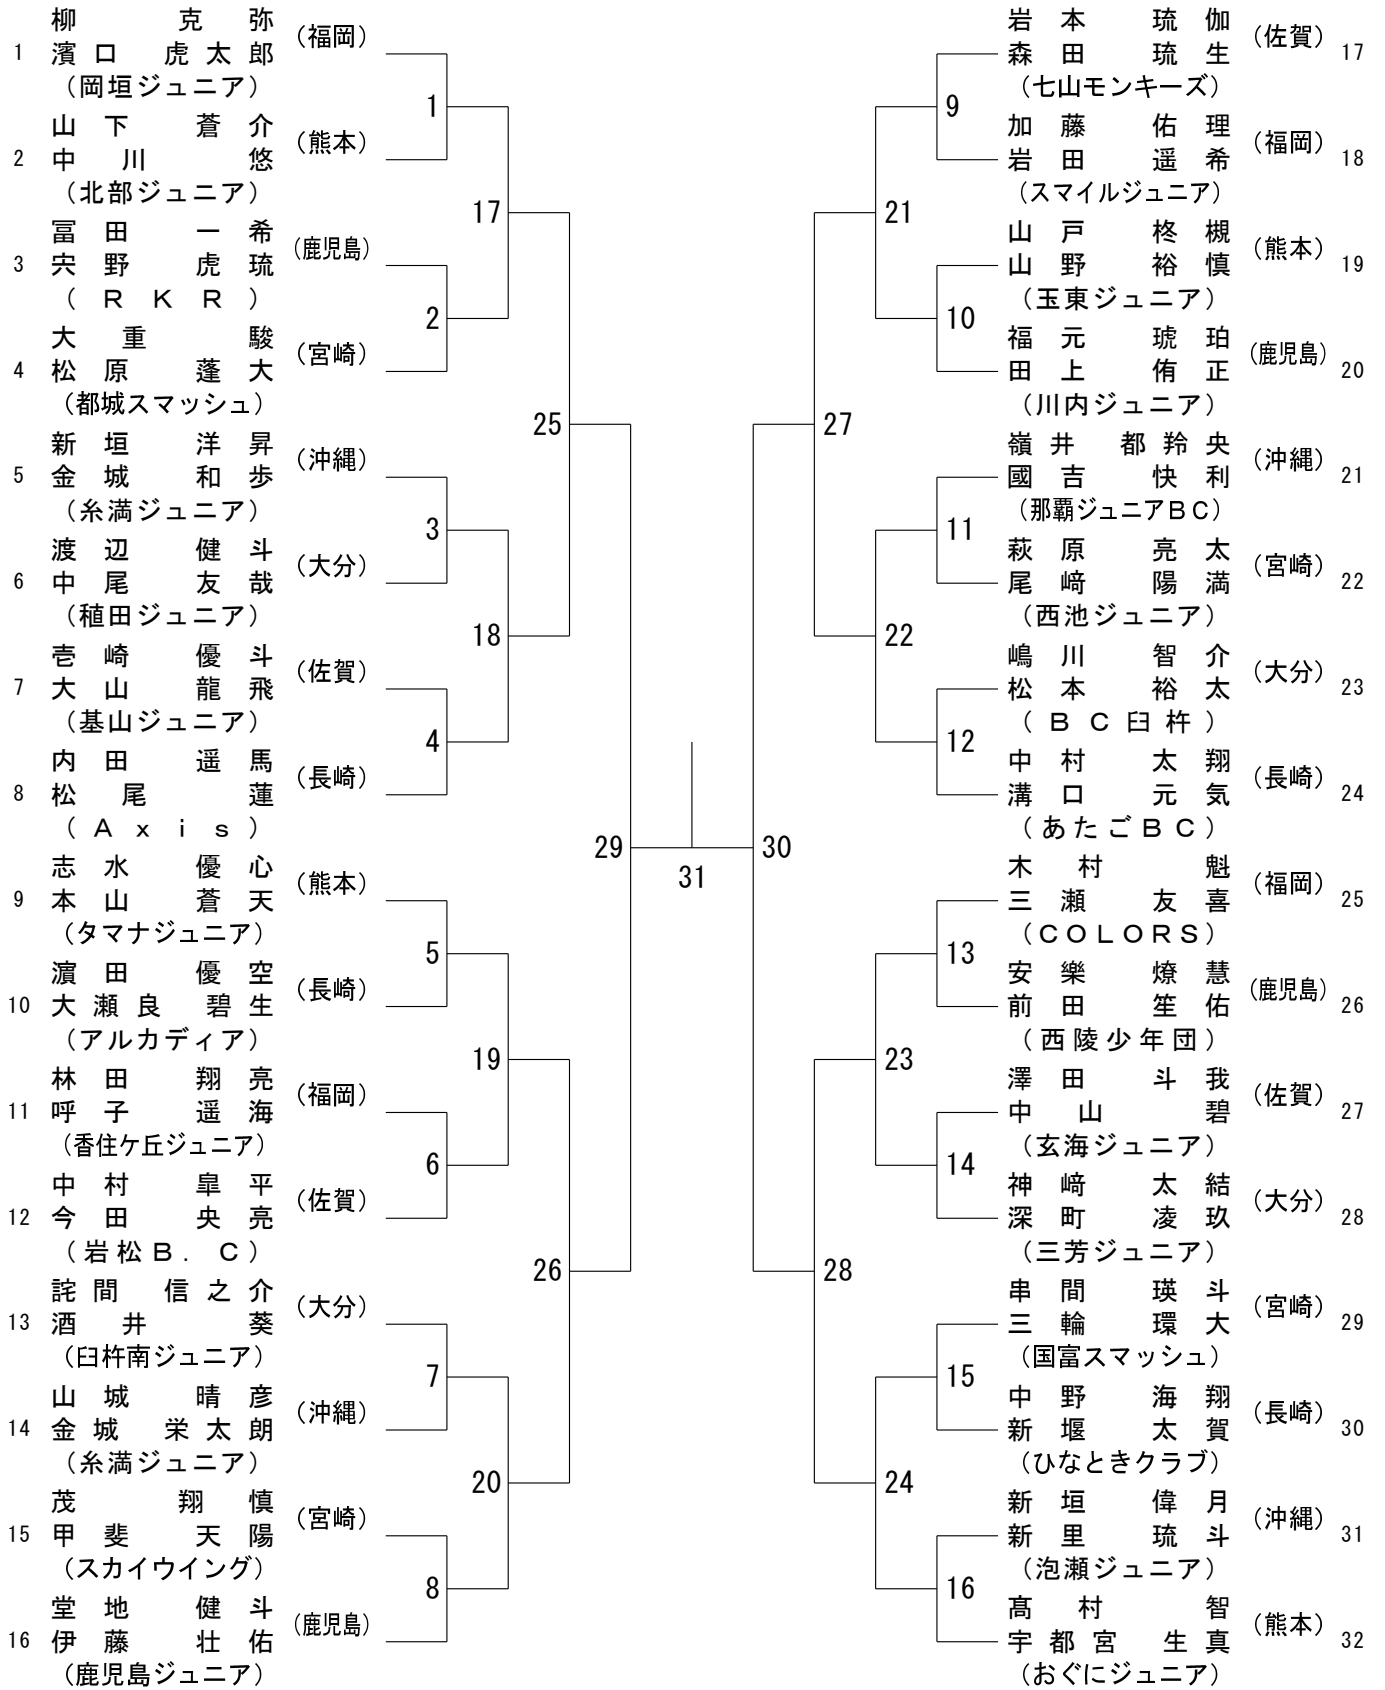 柳 克弥
1 濱口 虎太郎 （福岡）
（岡垣ジュニア）
山下 蒼介
2 中川 悠 （熊本）
（北部ジュニア）
冨田 一希
3 宍野 虎琉 （鹿児島）
（ＲＫＲ）
大重 駿
4 松原 蓬大 （宮崎）
（都城スマッシュ）
新垣 洋昇
5 金城 和歩 （沖縄）
（糸満ジュニア）
渡辺 健斗
6 中尾 友哉 （大分）
（稙田ジュニア）
壱崎 優斗
7 大山 龍飛 （佐賀）
（基山ジュニア）
内田 遥馬
8 松尾 蓮 （長崎）
（Ａｘｉｓ）
志水 優心
9 本山 蒼天 （熊本）
（タマナジュニア）
濵田 優空
10 大瀬良 碧生 （長崎）
（アルカディア）
林田 翔亮
11 呼子 遥海 （福岡）
（香住ケ丘ジュニア）
中村 皐平
12 今田 央亮 （佐賀）
（岩松Ｂ．Ｃ）
詫間 信之介
13 酒井 葵 （大分）
（臼杵南ジュニア）
山城 晴彦
14 金城 栄太朗 （沖縄）
（糸満ジュニア）
茂 翔慎
15 甲斐 天陽 （宮崎）
（スカイウイング）
堂地 健斗
16 伊藤 壮佑 （鹿児島）
（鹿児島ジュニア）
1
2
3
4
5
6
7
8
17
18
19
20
25
26
29
31
30
27
28
21
22
23
24
9
10
11
12
13
14
15
16
岩本 琉伽
森田 琉生 （佐賀） 17
（七山モンキーズ）
加藤 佑理
岩田 遥希 （福岡） 18
（スマイルジュニア）
山戸 柊槻
山野 裕慎 （熊本） 19
（玉東ジュニア）
福元 琥珀
田上 侑正 （鹿児島） 20
（川内ジュニア）
嶺井 都羚央
國吉 快利 （沖縄） 21
（那覇ジュニアＢＣ）
萩原 亮太
尾﨑 陽満 （宮崎） 22
（西池ジュニア）
嶋川 智介
松本 裕太 （大分） 23
（ＢＣ臼杵）
中村 太翔
溝口 元気 （長崎） 24
（あたごＢＣ）
木村 魁
三瀬 友喜 （福岡） 25
（ＣＯＬＯＲＳ）
安樂 燎慧
前田 笙佑 （鹿児島） 26
（西陵少年団）
澤田 斗我
中山 碧 （佐賀） 27
（玄海ジュニア）
神﨑 太結
深町 凌玖 （大分） 28
（三芳ジュニア）
串間 瑛斗
三輪 環大 （宮崎） 29
（国富スマッシュ）
中野 海翔
新堰 太賀 （長崎） 30
（ひなときクラブ）
新垣 偉月
新里 琉斗 （沖縄） 31
（泡瀬ジュニア）
髙村 智
宇都宮 生真 （熊本） 32
（おぐにジュニア）